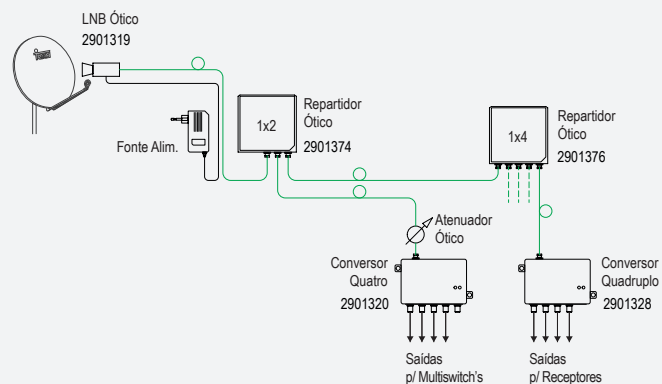 LNB Ótico
2901319
Fonte Alim.
1x2
Repartidor
Ótico
2901374
1x4
Repartidor
Ótico
2901376
Atenuador
Ótico
Conversor
Quatro
2901320
Conversor
Quadruplo
2901328
Saídas
p/ Multiswitch's
Saídas
p/ Receptores